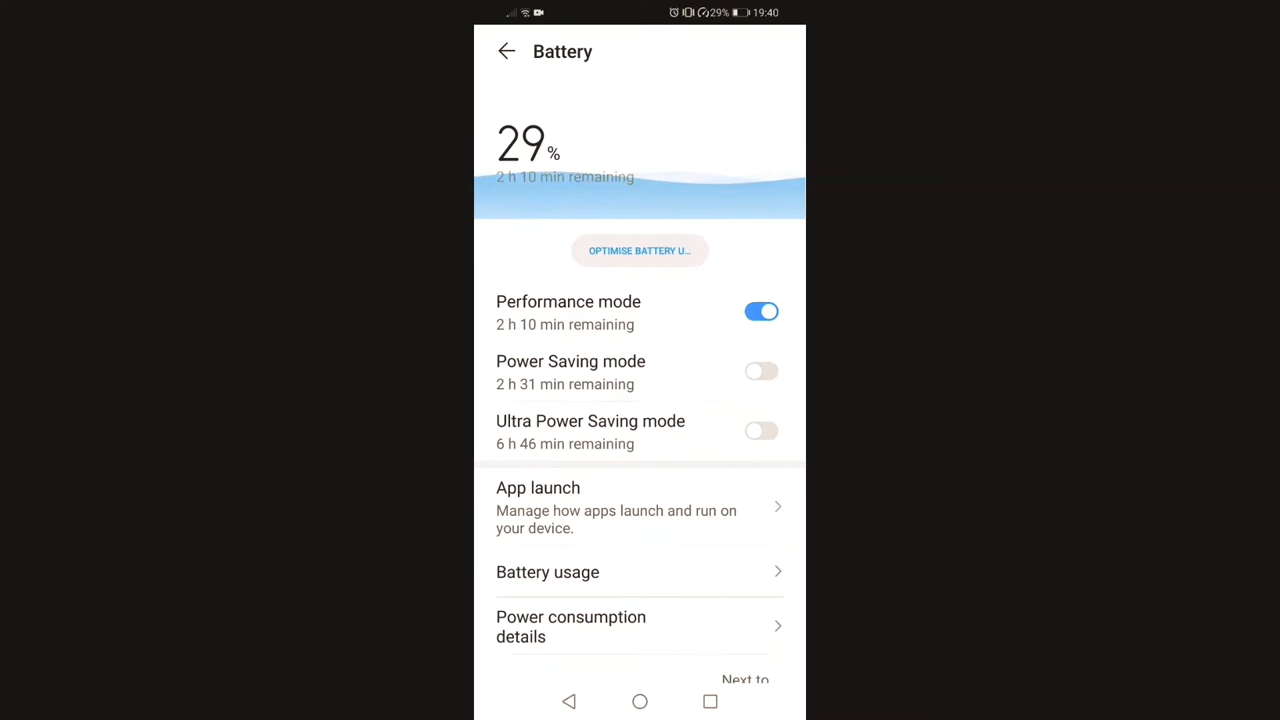 29% 19:40
Battery
29%
2 h 10 min remaining
OPTIMISE BATTERY U...
Performance mode
2 h 10 min remaining
Power Saving mode
2 h 31 min remaining
Ultra Power Saving mode
6 h 46 min remaining
App launch
Manage how apps launch and run on
your device.
Battery usage
Power consumption
details
Next to